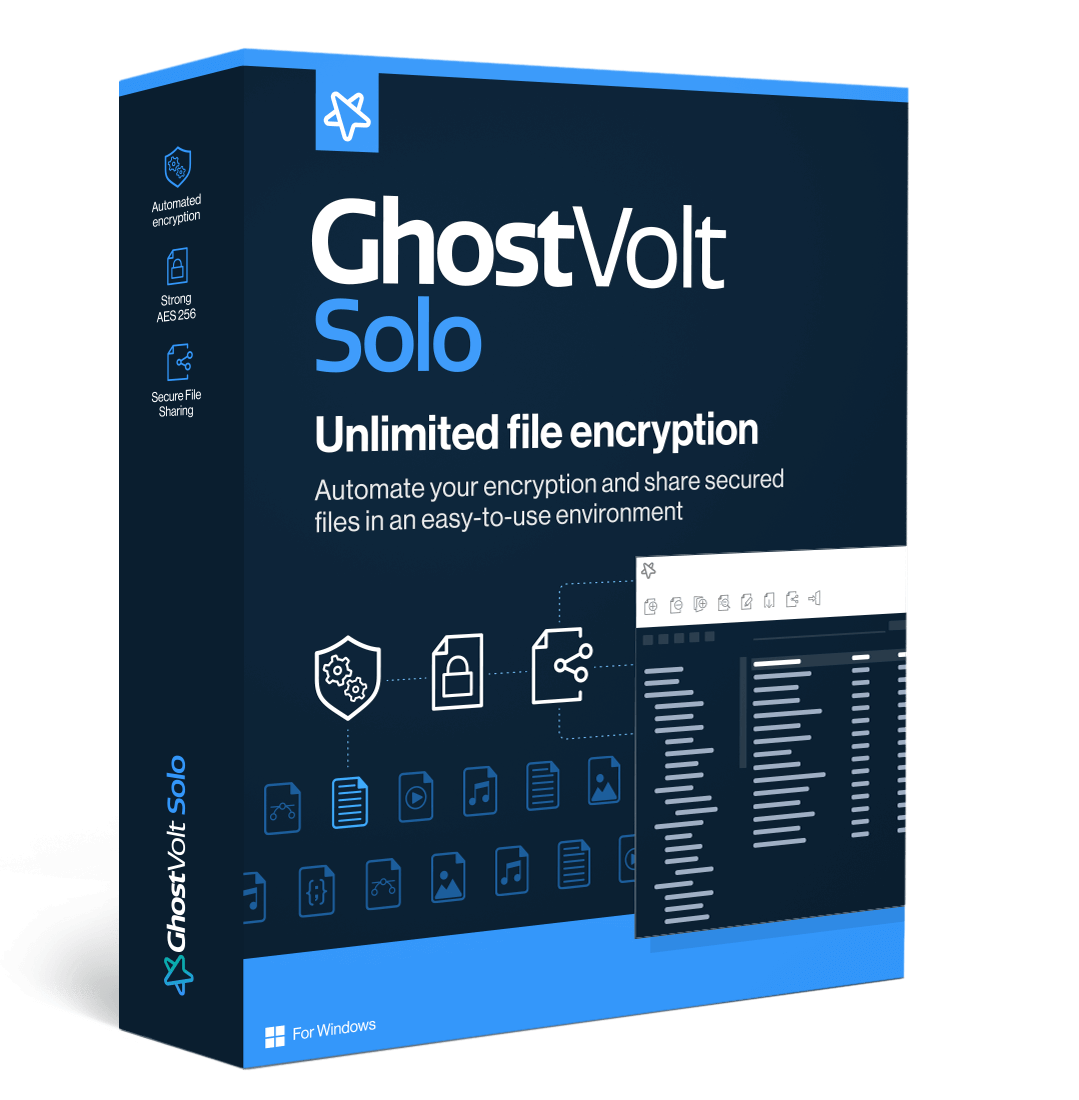 Automated
encryption
Strong
AES 256
Secure File
Sharing
GhostVolt Solo
GhostVolt
Solo
Unlimited file encryption
Automate your encryption and share secured
files in an easy-to-use environment
For Windows